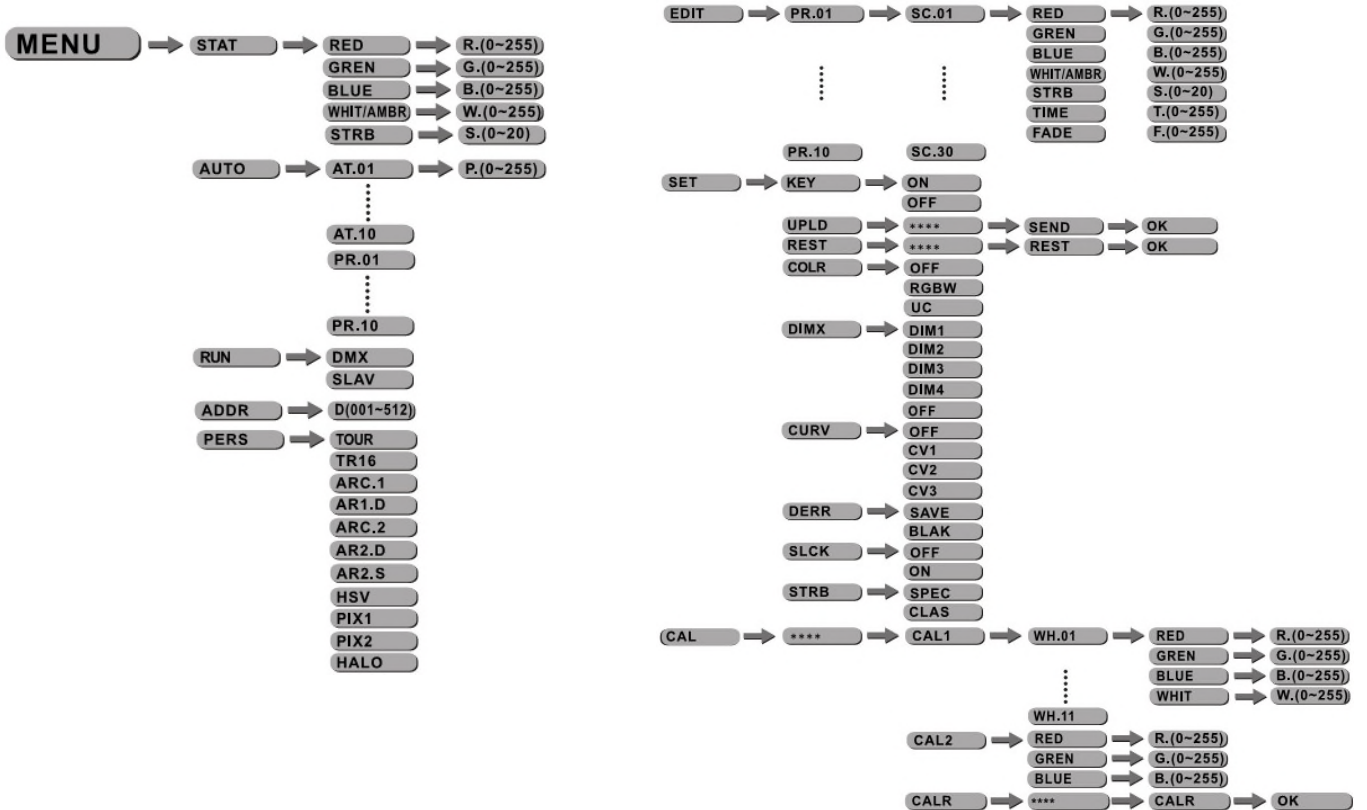 MENU STAT RED R.(0~255)
GREN G.(0~255)
BLUE B.(0~255)
WHIT/AMBR W.(0~255)
STRB S.(0~20)
AUTO AT.01 P.(0~255)
AT.10
PR.01
PR.10
RUN DMX
SLAV
ADDR D(001~512)
PERS TOUR
TR16
ARC.1
AR1.D
ARC.2
AR2.D
AR2.S
HSV
PIX1
PIX2
HALO
EDIT PR.01 SC.01 RED R.(0~255)
GREN G.(0~255)
BLUE B.(0~255)
WHIT/AMBR W.(0~255)
STRB S.(0~20)
TIME T.(0~255)
FADE F.(0~255)
PR.10 SC.30
SET KEY ON
OFF
UPLD **** SEND OK
REST **** REST OK
COLR OFF
RGBW
UC
DIMX DIM1
DIM2
DIM3
DIM4
OFF
CURV OFF
CV1
CV2
CV3
DERR SAVE
BLAK
SLCK OFF
ON
STRB SPEC
CLAS
CAL **** CAL1 WH.01 RED R.(0~255)
GREN G.(0~255)
BLUE B.(0~255)
WHIT W.(0~255)
WH.11
CAL2 RED R.(0~255)
GREN G.(0~255)
BLUE B.(0~255)
CALR **** CALR OK